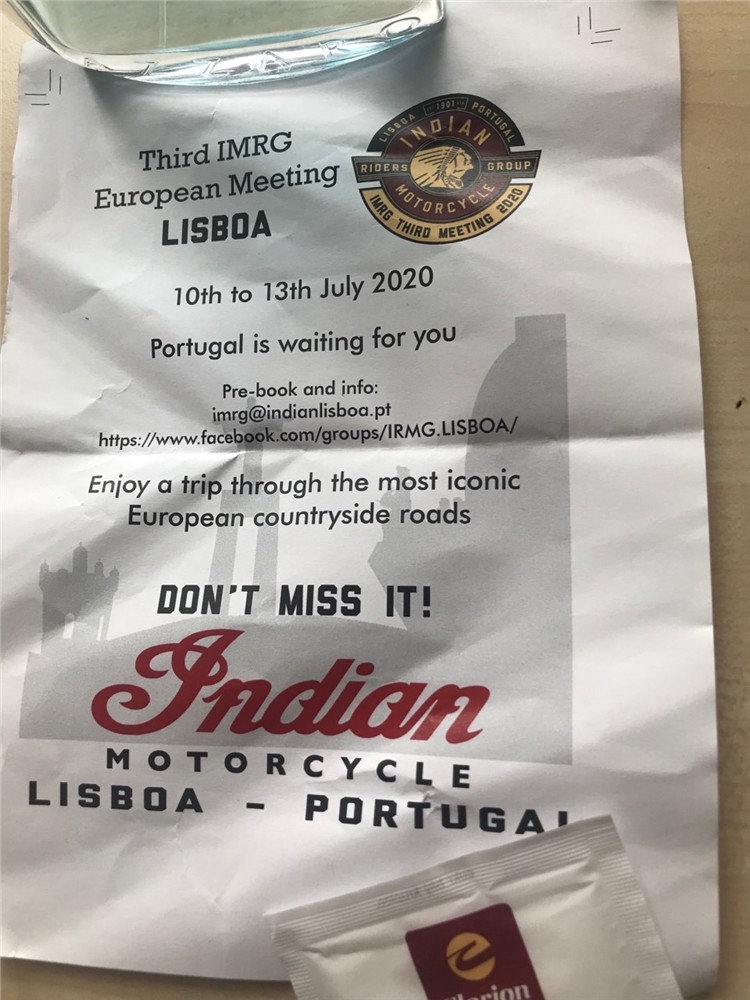 AZZARO
Third IMRG
European Meeting
LISBOA
LISBOA 1901 PORTUGAL
INDIAN
RIDERS GROUP
MOTORCYCLE
IMRG THIRD MEETING 2020
10th to 13th July 2020
Portugal is waiting for you
Pre-book and info:
imrg@indianlisboa.pt
https://www.facebook.com/groups/IRMG.LISBOA/
Enjoy a trip through the most iconic
European countryside roads
DON'T MISS IT!
Indian
MOTORCYCLE
LISBOA - PORTUGAL
Clarion